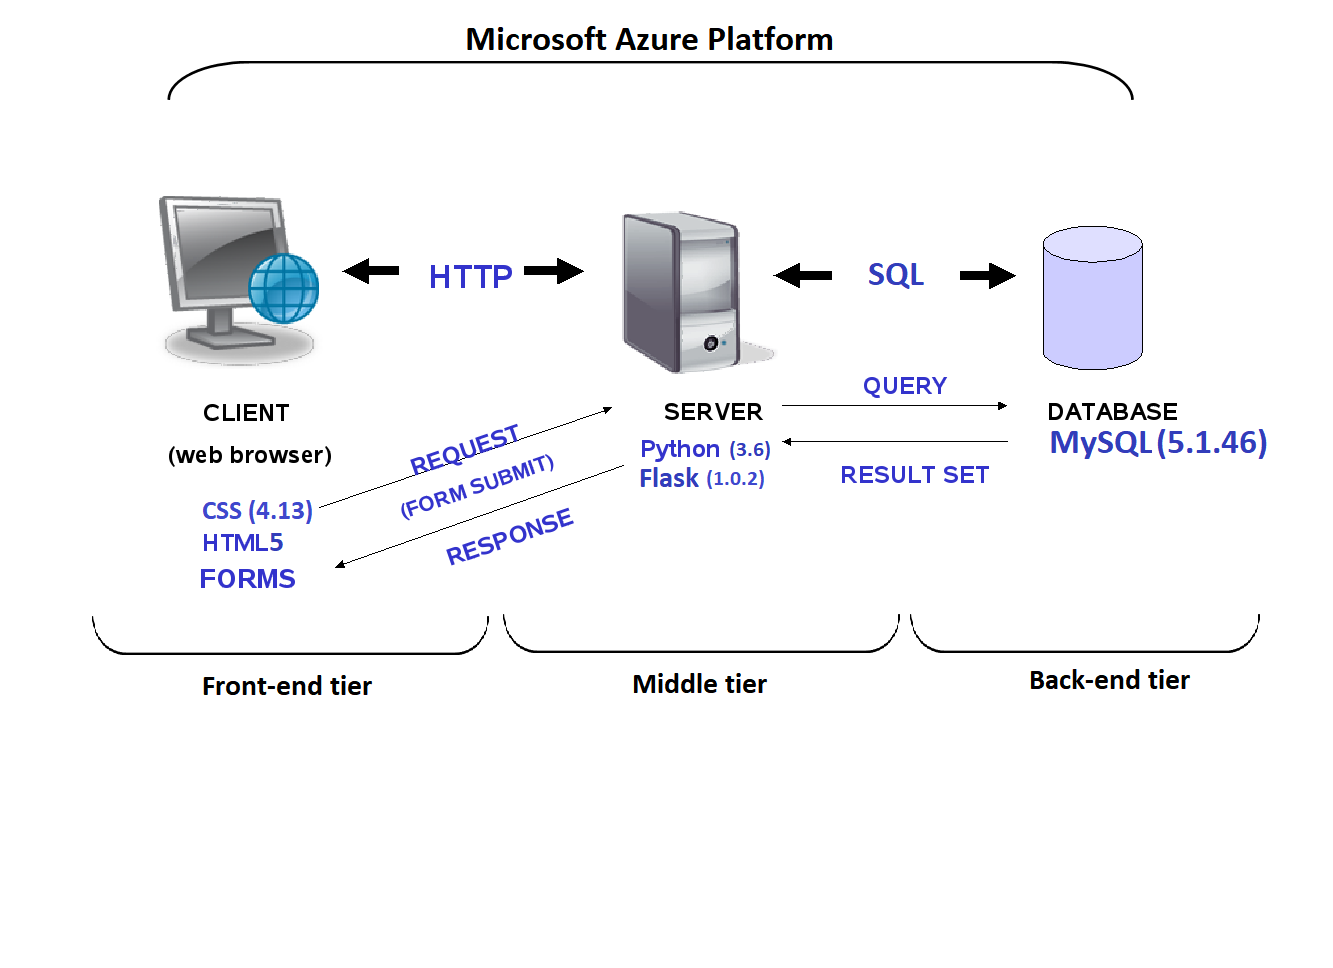 Microsoft Azure Platform
HTTP
SQL
QUERY
CLIENT
SERVER
DATABASE
(web browser)
REQUEST
Python (3.6)
MySQL (5.1.46)
(FORM SUBMIT)
Flask (1.0.2)
RESULT SET
CSS (4.13)
RESPONSE
HTML5
FORMS
Front-end tier
Middle tier
Back-end tier